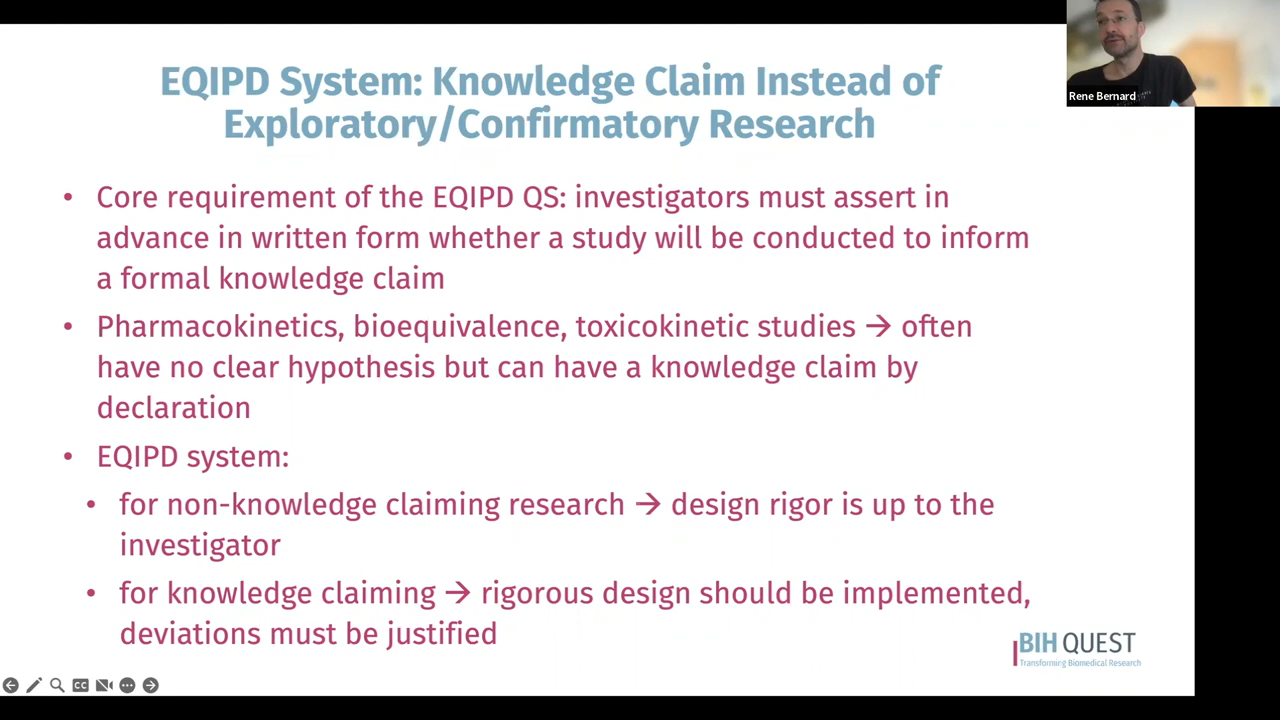 EQIPD System: Knowledge Claim Instead of
Exploratory/Confirmatory Research
Rene Bernard
• Core requirement of the EQIPD QS: investigators must assert in
advance in written form whether a study will be conducted to inform
a formal knowledge claim
• Pharmacokinetics, bioequivalence, toxicokinetic studies → often
have no clear hypothesis but can have a knowledge claim by
declaration
• EQIPD system:
• for non-knowledge claiming research → design rigor is up to the
investigator
• for knowledge claiming → rigorous design should be implemented,
deviations must be justified
BIH QUEST
Transforming Biomedical Research
CC